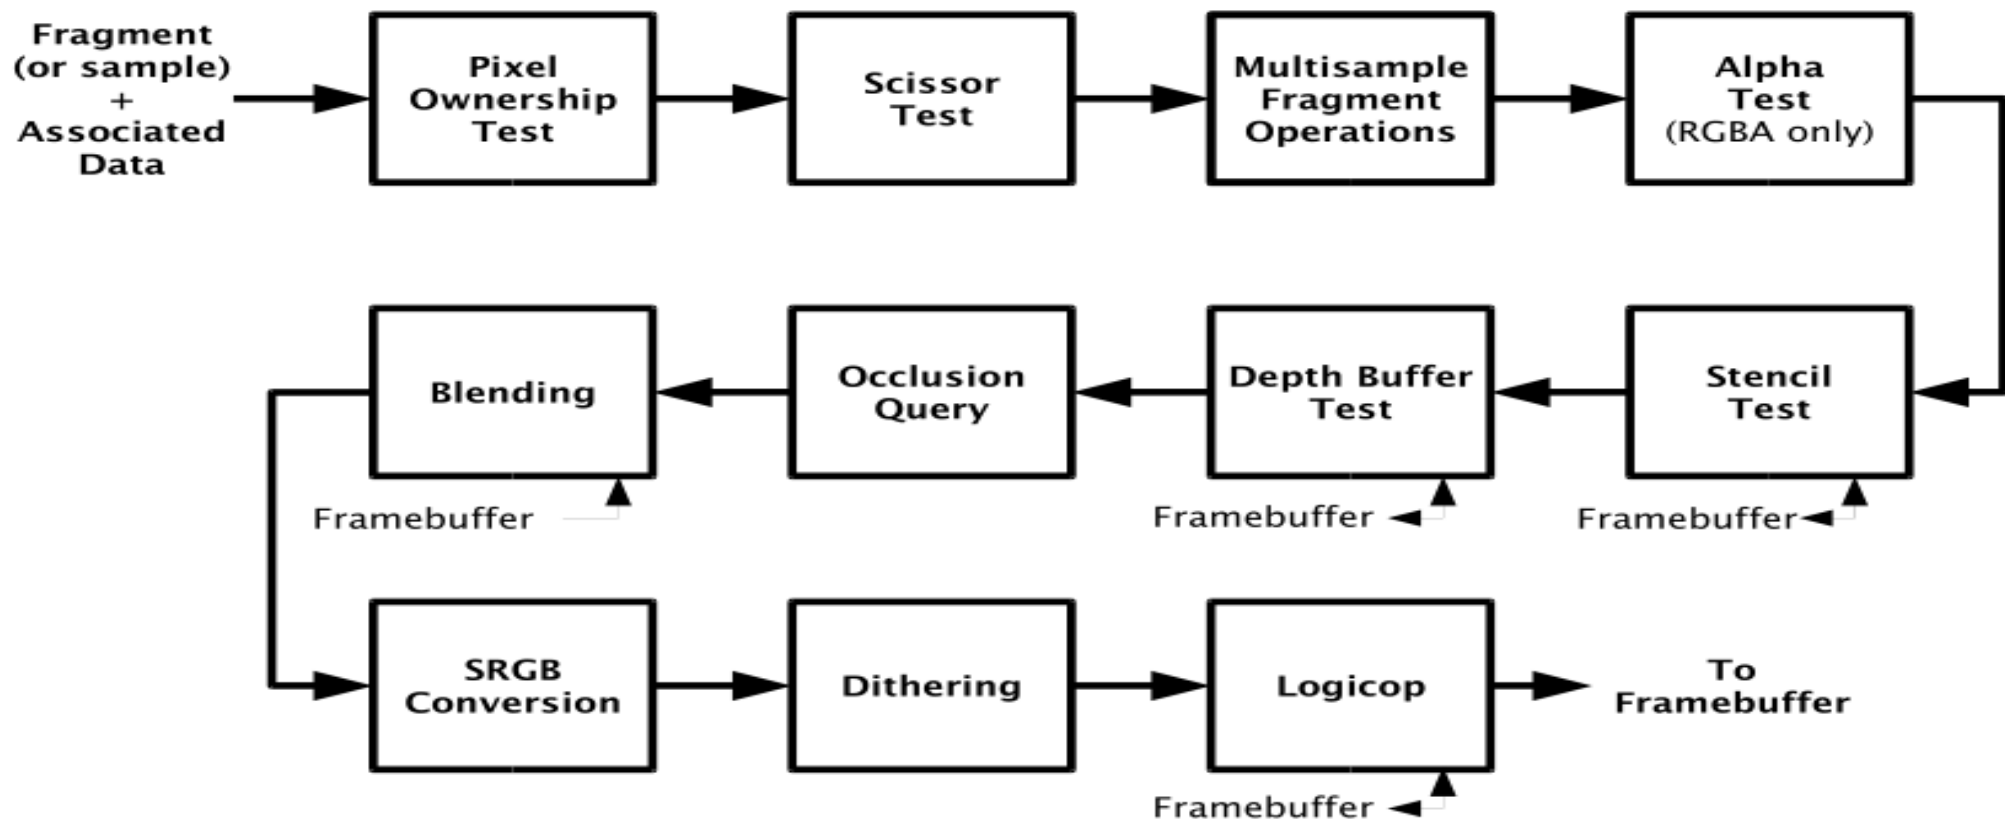 Fragment
(or sample)
+
Associated
Data
Pixel
Ownership
Test
Scissor
Test
Multisample
Fragment
Operations
Alpha
Test
(RGBA only)
Blending
Occlusion
Query
Depth Buffer
Test
Stencil
Test
Framebuffer
Framebuffer
Framebuffer
SRGB
Conversion
Dithering
Logicop
To
Framebuffer
Framebuffer